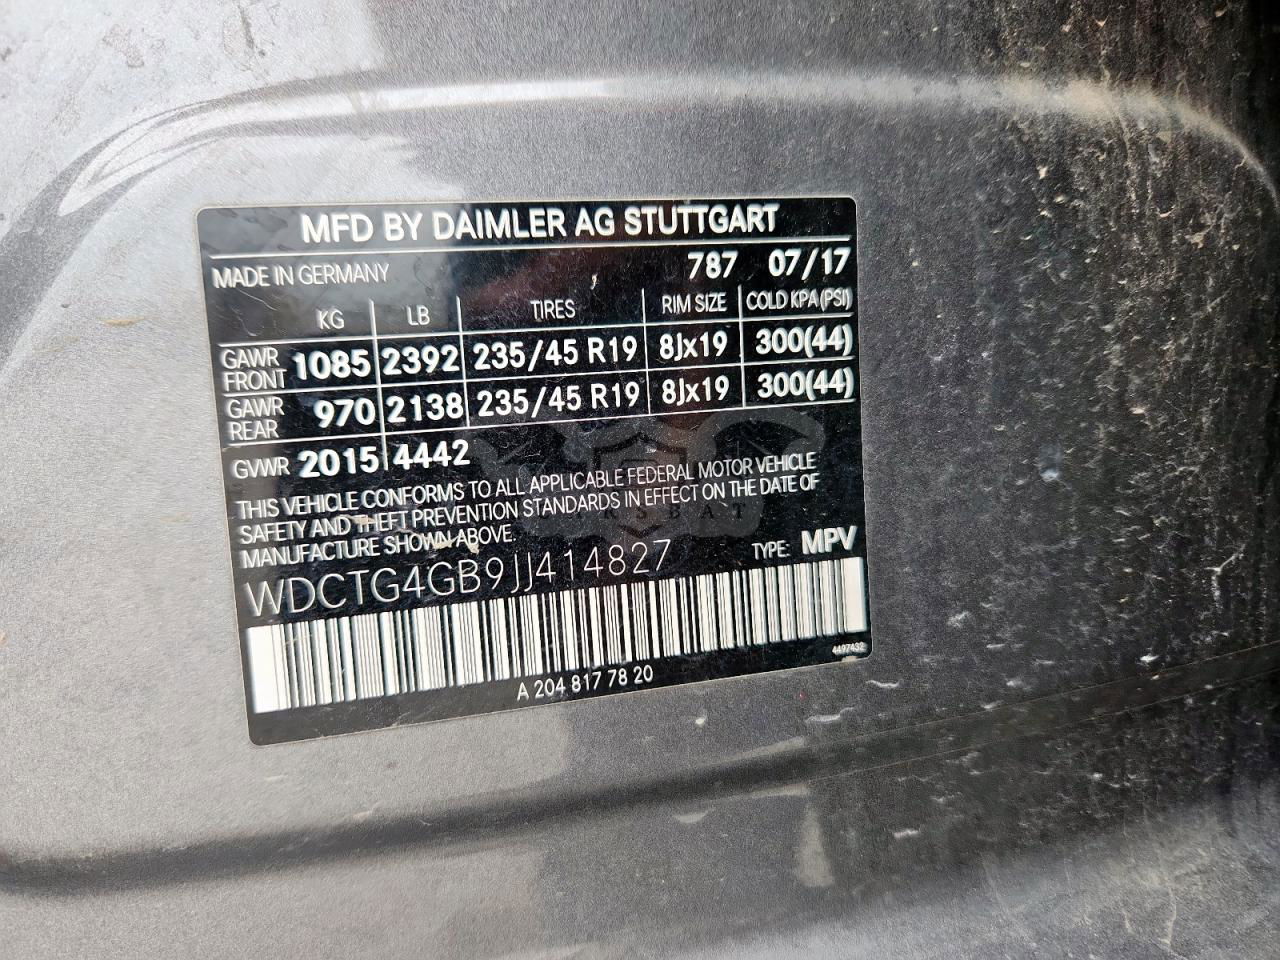 MFD BY DAIMLER AG STUTTGART
MADE IN GERMANY 787 07/17
KG LB TIRES RIM SIZE COLD KPA (PSI)
GAWR FRONT 1085 2392 235/45 R19 8Jx19 300(44)
GAWR REAR 970 2138 235/45 R19 8Jx19 300(44)
GVWR 2015 4442
THIS VEHICLE CONFORMS TO ALL APPLICABLE FEDERAL MOTOR VEHICLE
SAFETY AND THEFT PREVENTION STANDARDS IN EFFECT ON THE DATE OF
MANUFACTURE SHOWN ABOVE.
CARSBAT
WDCTG4GB9JJ414827 TYPE: MPV
4497432
A 204 817 78 20